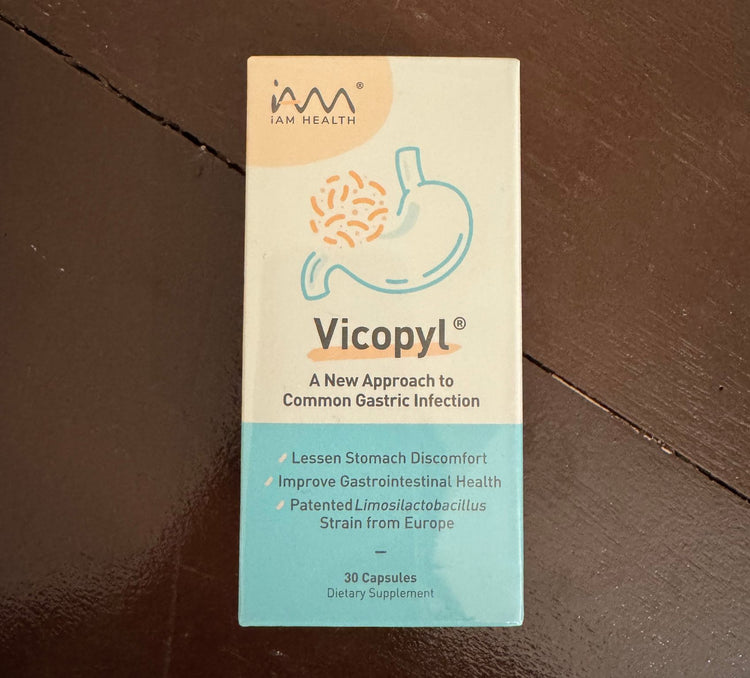 iAM®
iAM HEALTH
Vicopyl®
A New Approach to
Common Gastric Infection
Lessen Stomach Discomfort
Improve Gastrointestinal Health
Patented Limosilactobacillus
Strain from Europe
30 Capsules
Dietary Supplement